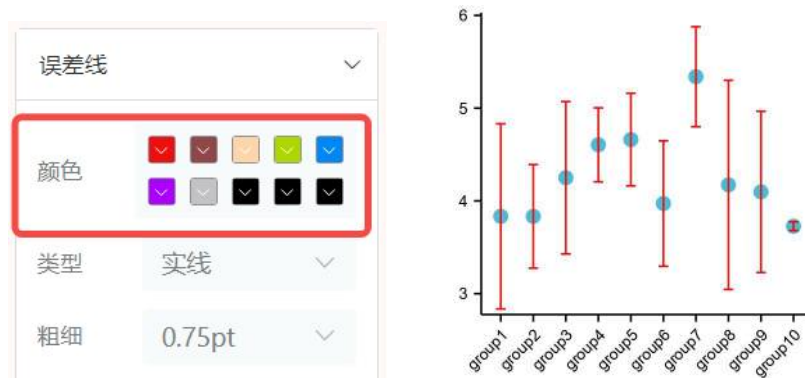 误差线
颜色
类型
实线
粗细
0.75pt
6
5
4
3
group1
group2
group3
group4
group5
group6
group7
group8
group9
group10